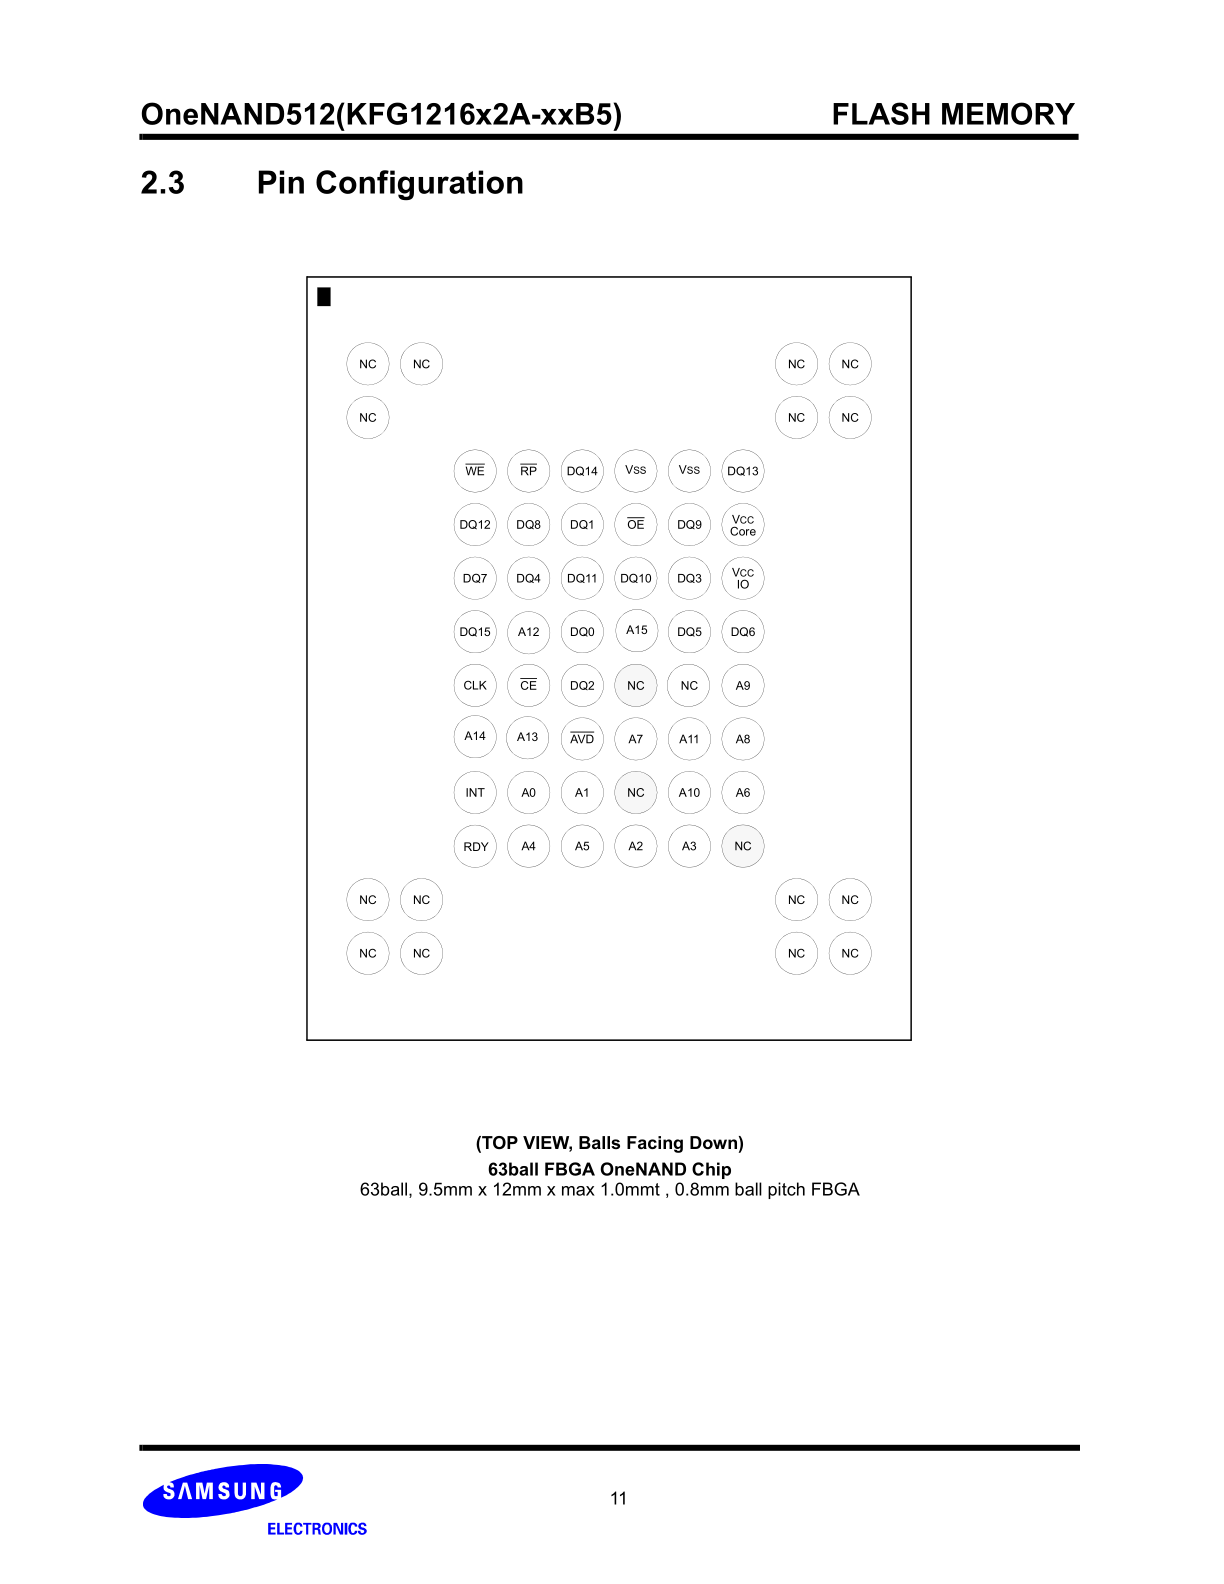 OneNAND512(KFG1216x2A-xxB5) FLASH MEMORY
2.3 Pin Configuration
NC NC NC NC
NC NC NC
WE RP DQ14 VSS VSS DQ13
DQ12 DQ8 DQ1 OE DQ9 VCC Core
DQ7 DQ4 DQ11 DQ10 DQ3 VCC IO
DQ15 A12 DQ0 A15 DQ5 DQ6
CLK CE DQ2 NC NC A9
A14 A13 AVD A7 A11 A8
INT A0 A1 NC A10 A6
RDY A4 A5 A2 A3 NC
NC NC NC NC
NC NC NC NC
(TOP VIEW, Balls Facing Down)
63ball FBGA OneNAND Chip
63ball, 9.5mm x 12mm x max 1.0mmt , 0.8mm ball pitch FBGA
SAMSUNG
ELECTRONICS
11